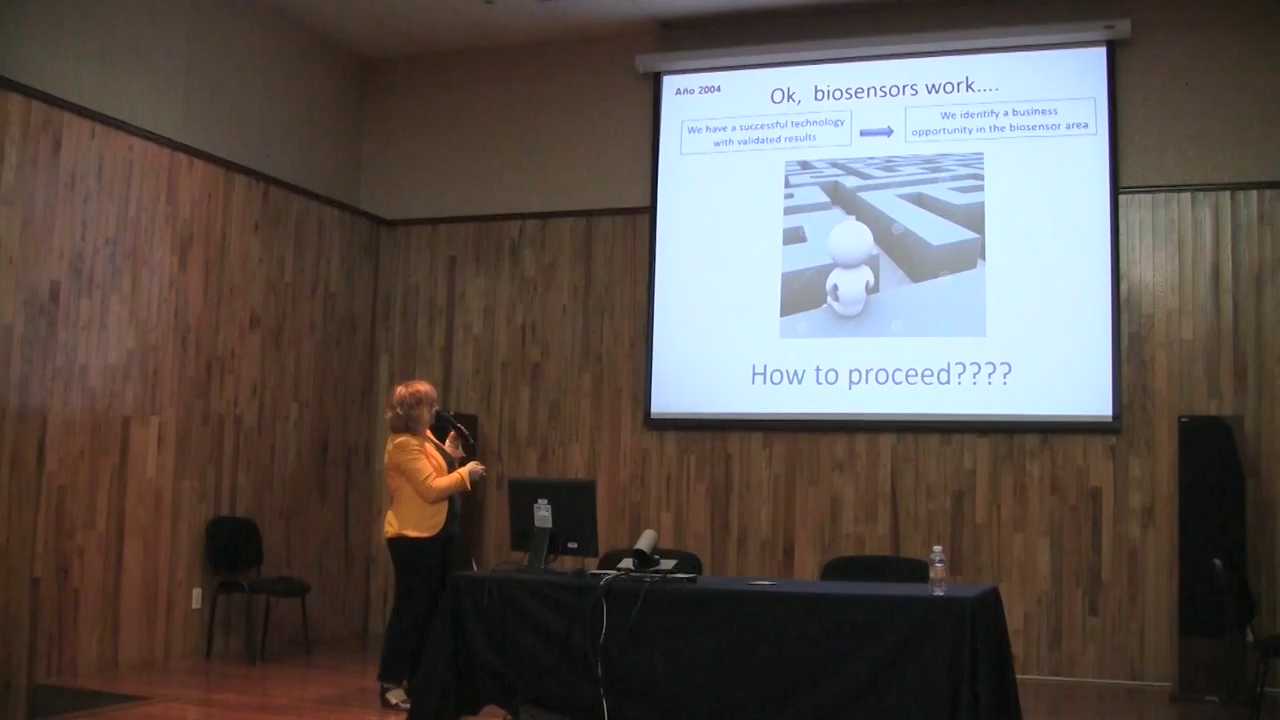 Año 2004
Ok, biosensors work....
We have a successful technology
with validated results
We identify a business
opportunity in the biosensor area
How to proceed????